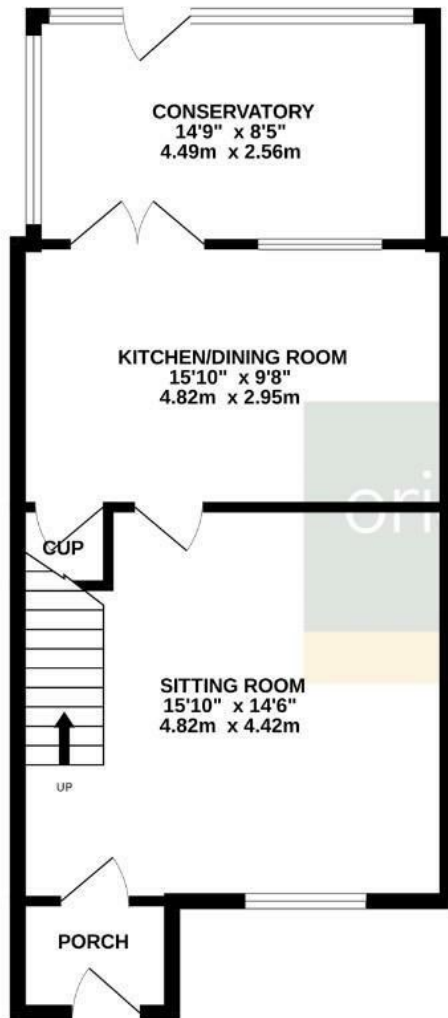 CONSERVATORY
14'9" x 8'5"
4.49m x 2.56m
KITCHEN/DINING ROOM
15'10" x 9'8"
4.82m x 2.95m
ori
CUP
SITTING ROOM
15'10" x 14'6"
4.82m x 4.42m
UP
PORCH